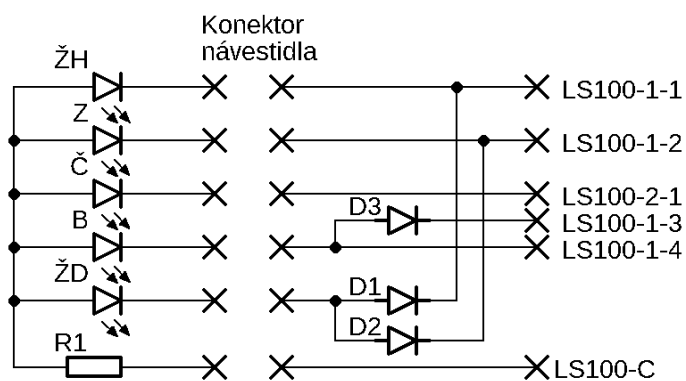 Konektor
návestidla
ŽH
LS100-1-1
Z
LS100-1-2
Č
LS100-2-1
D3
LS100-1-3
B
LS100-1-4
ŽD
D1
D2
R1
LS100-C